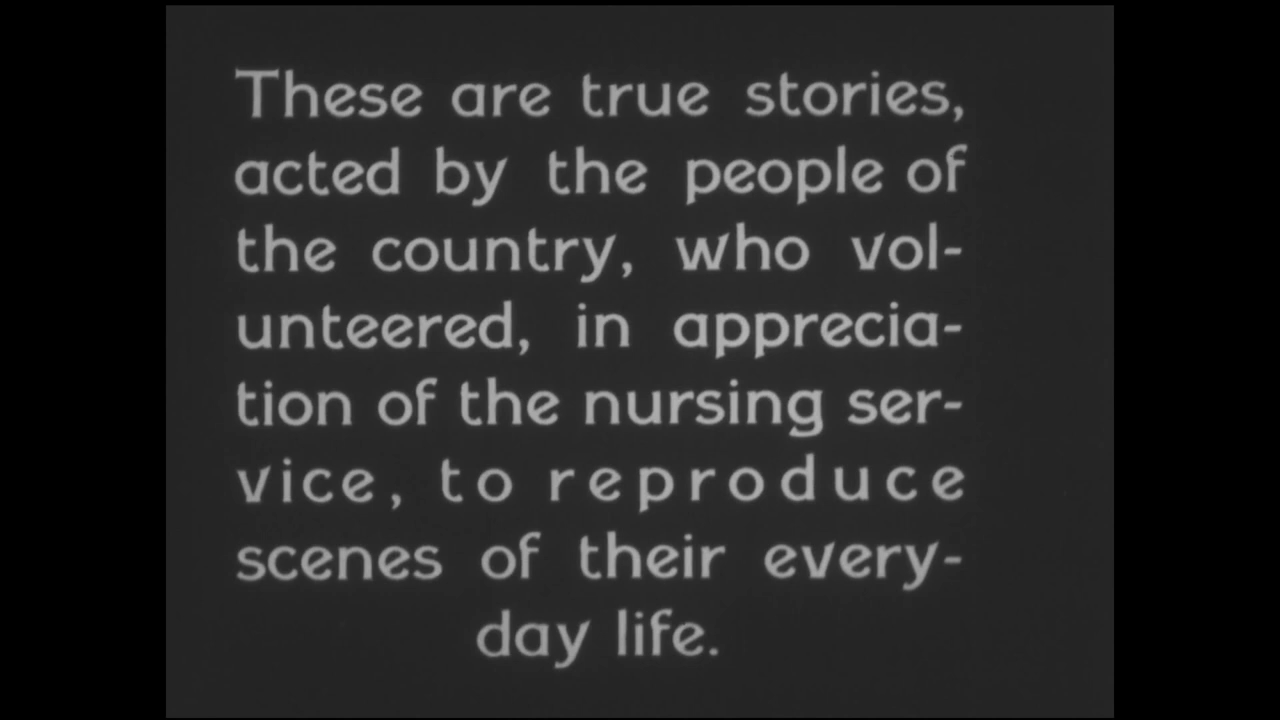 These are true stories,
acted by the people of
the country, who vol-
unteered, in apprecia-
tion of the nursing ser-
vice, to reproduce
scenes of their every-
day life.